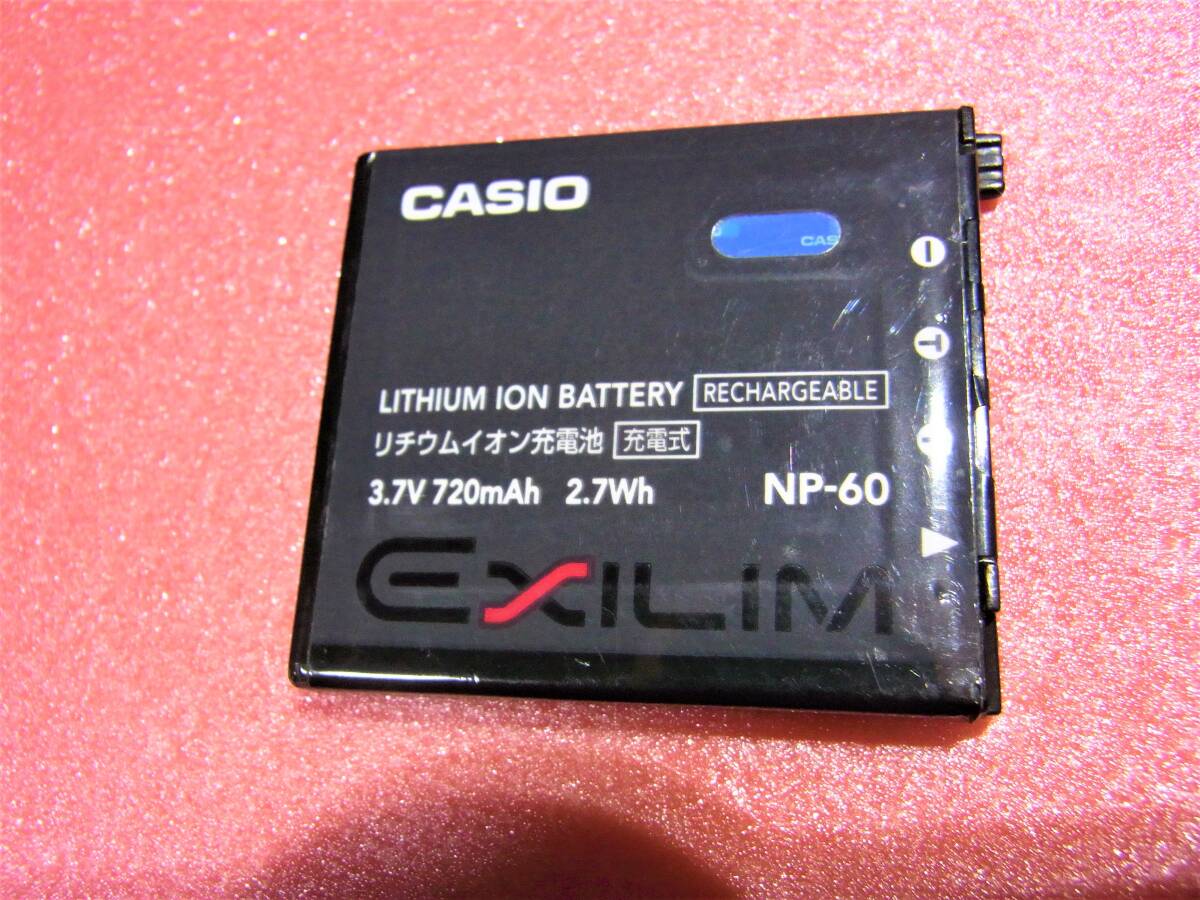 CASIO
CAS
LITHIUM ION BATTERY RECHARGEABLE
リチウムイオン充電池 充電式
3.7V 720mAh 2.7Wh NP-60
EXILIM
− T +